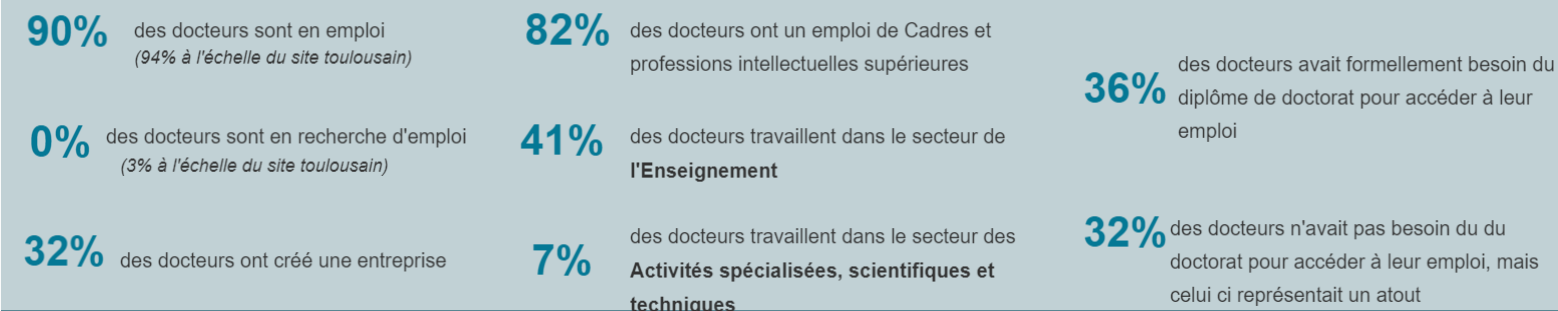 90% des docteurs sont en emploi
(94% à l'échelle du site toulousain)
0% des docteurs sont en recherche d'emploi
(3% à l'échelle du site toulousain)
32% des docteurs ont créé une entreprise
82% des docteurs ont un emploi de Cadres et
professions intellectuelles supérieures
41% des docteurs travaillent dans le secteur de
l'Enseignement
7% des docteurs travaillent dans le secteur des
Activités spécialisées, scientifiques et
techniques
36% des docteurs avait formellement besoin du
diplôme de doctorat pour accéder à leur
emploi
32% des docteurs n'avait pas besoin du du
doctorat pour accéder à leur emploi, mais
celui ci représentait un atout